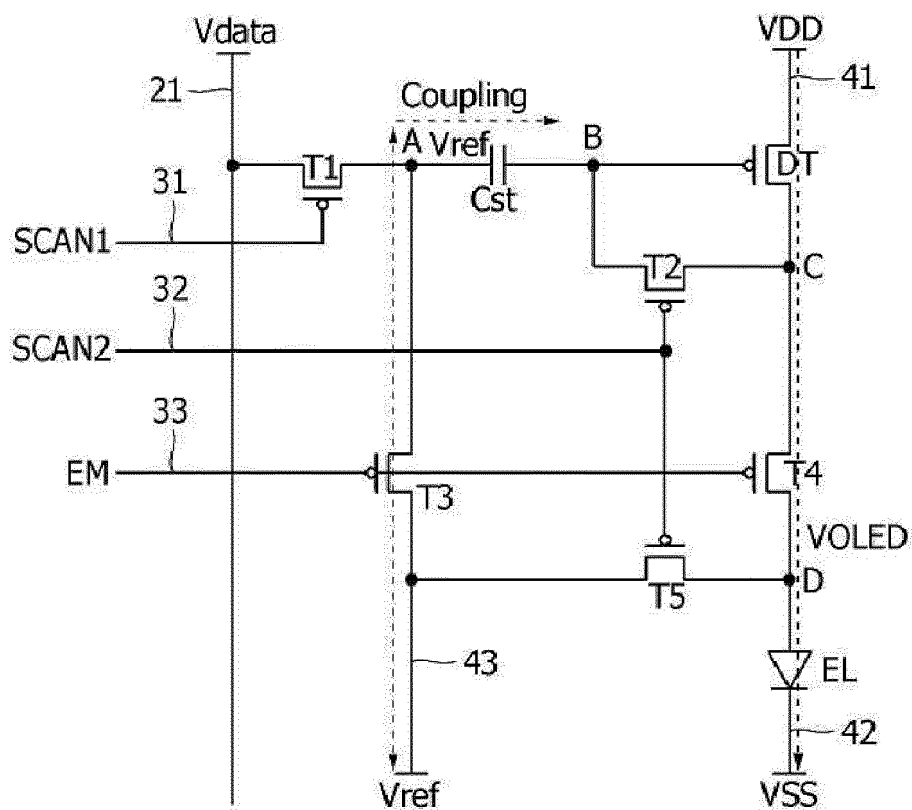 Vdata
VDD
21
41
Coupling
A
Vref
B
T1
Cst
DT
31
SCAN1
T2
C
32
SCAN2
33
EM
T3
T4
VOLED
D
T5
43
EL
42
Vref
VSS